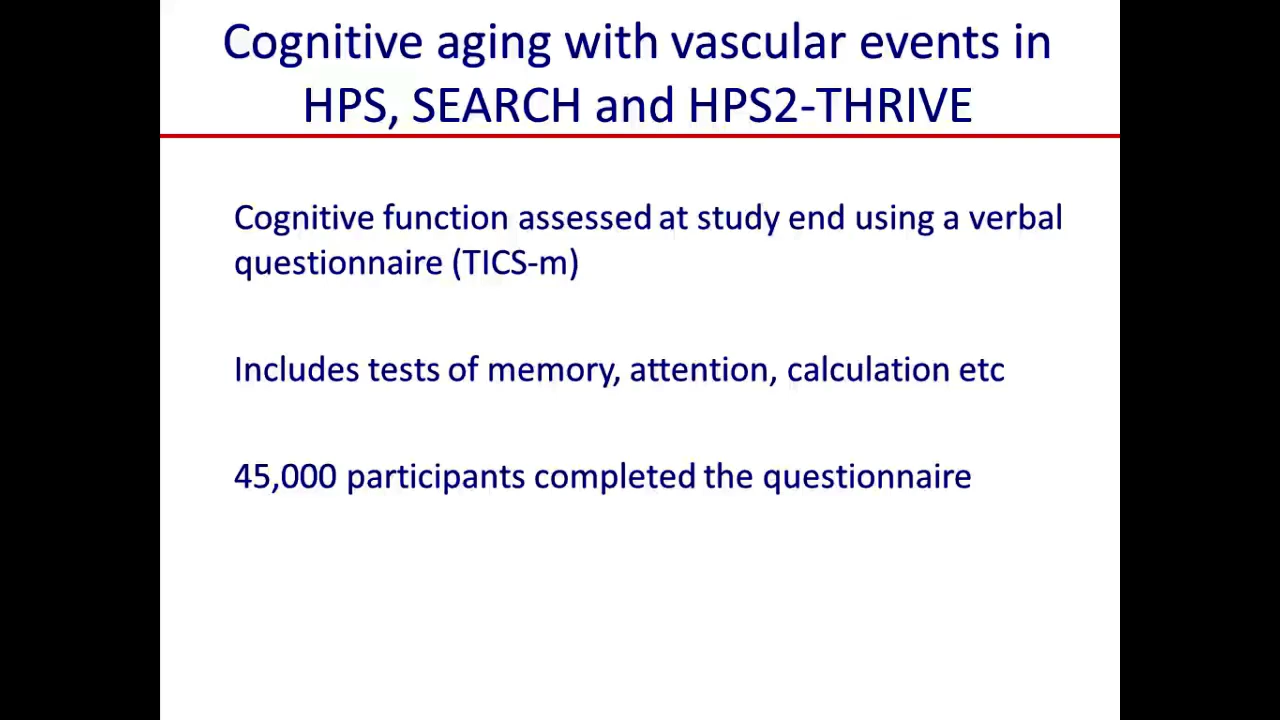 Cognitive aging with vascular events in
HPS, SEARCH and HPS2-THRIVE
Cognitive function assessed at study end using a verbal
questionnaire (TICS-m)
Includes tests of memory, attention, calculation etc
45,000 participants completed the questionnaire